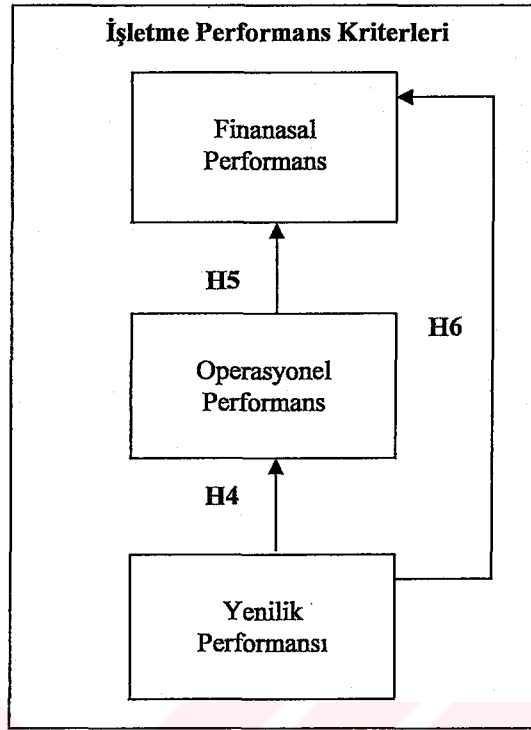 İşletme Performans Kriterleri
Finanasal
Performans
H5
H6
Operasyonel
Performans
H4
Yenilik
Performansı